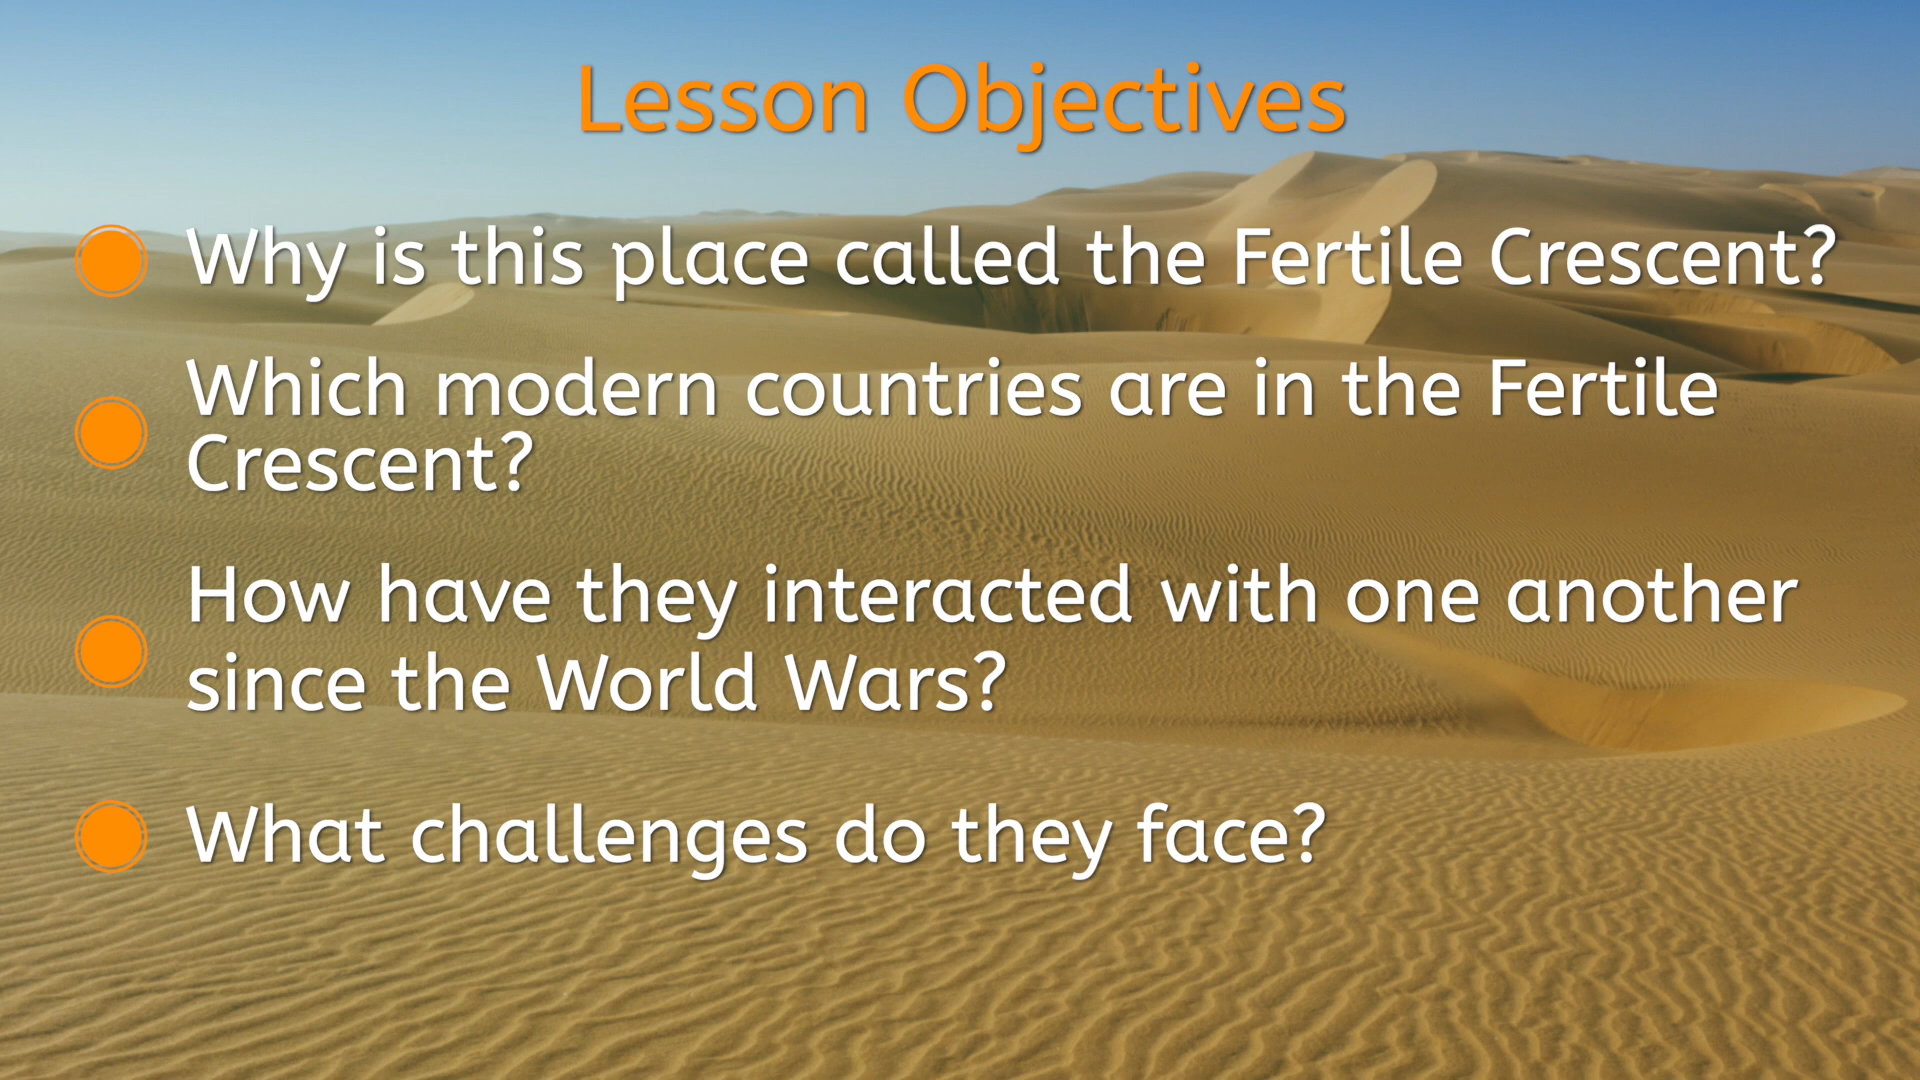 Lesson Objectives
Why is this place called the Fertile Crescent?
Which modern countries are in the Fertile
Crescent?
How have they interacted with one another
since the World Wars?
What challenges do they face?